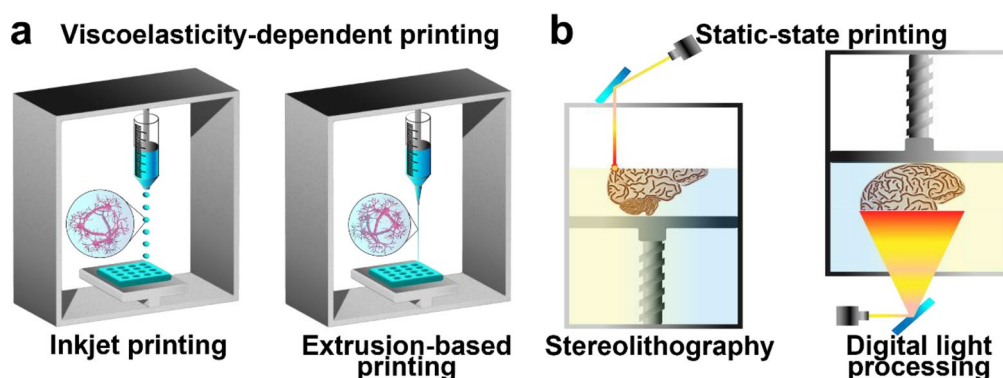 a Viscoelasticity-dependent printing
Inkjet printing
Extrusion-based
printing
b Static-state printing
Stereolithography
Digital light
processing